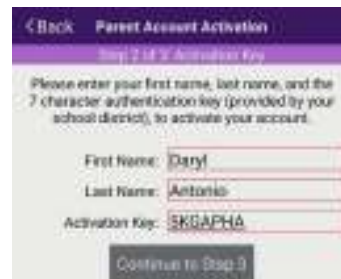 <Back Parent Account Activation
Step 2 of 3: Activation Key
Please enter your first name, last name, and the
7 character authentication key (provided by your
school district), to activate your account.
First Name: Daryl
Last Name: Antonio
Activation Key: SKGAPHA
Continue to Step 3